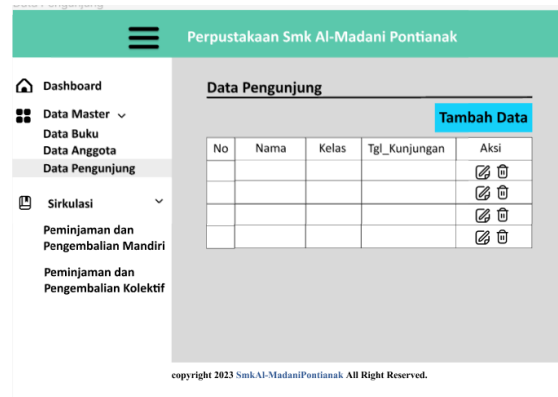 Data Pengunjung
Perpustakaan Smk Al-Madani Pontianak
Dashboard
Data Master
Data Buku
Data Anggota
Data Pengunjung
Sirkulasi
Peminjaman dan
Pengembalian Mandiri
Peminjaman dan
Pengembalian Kolektif
Data Pengunjung
Tambah Data
No Nama Kelas Tgl_Kunjungan Aksi
copyright 2023 SmkAl-MadaniPontianak All Right Reserved.